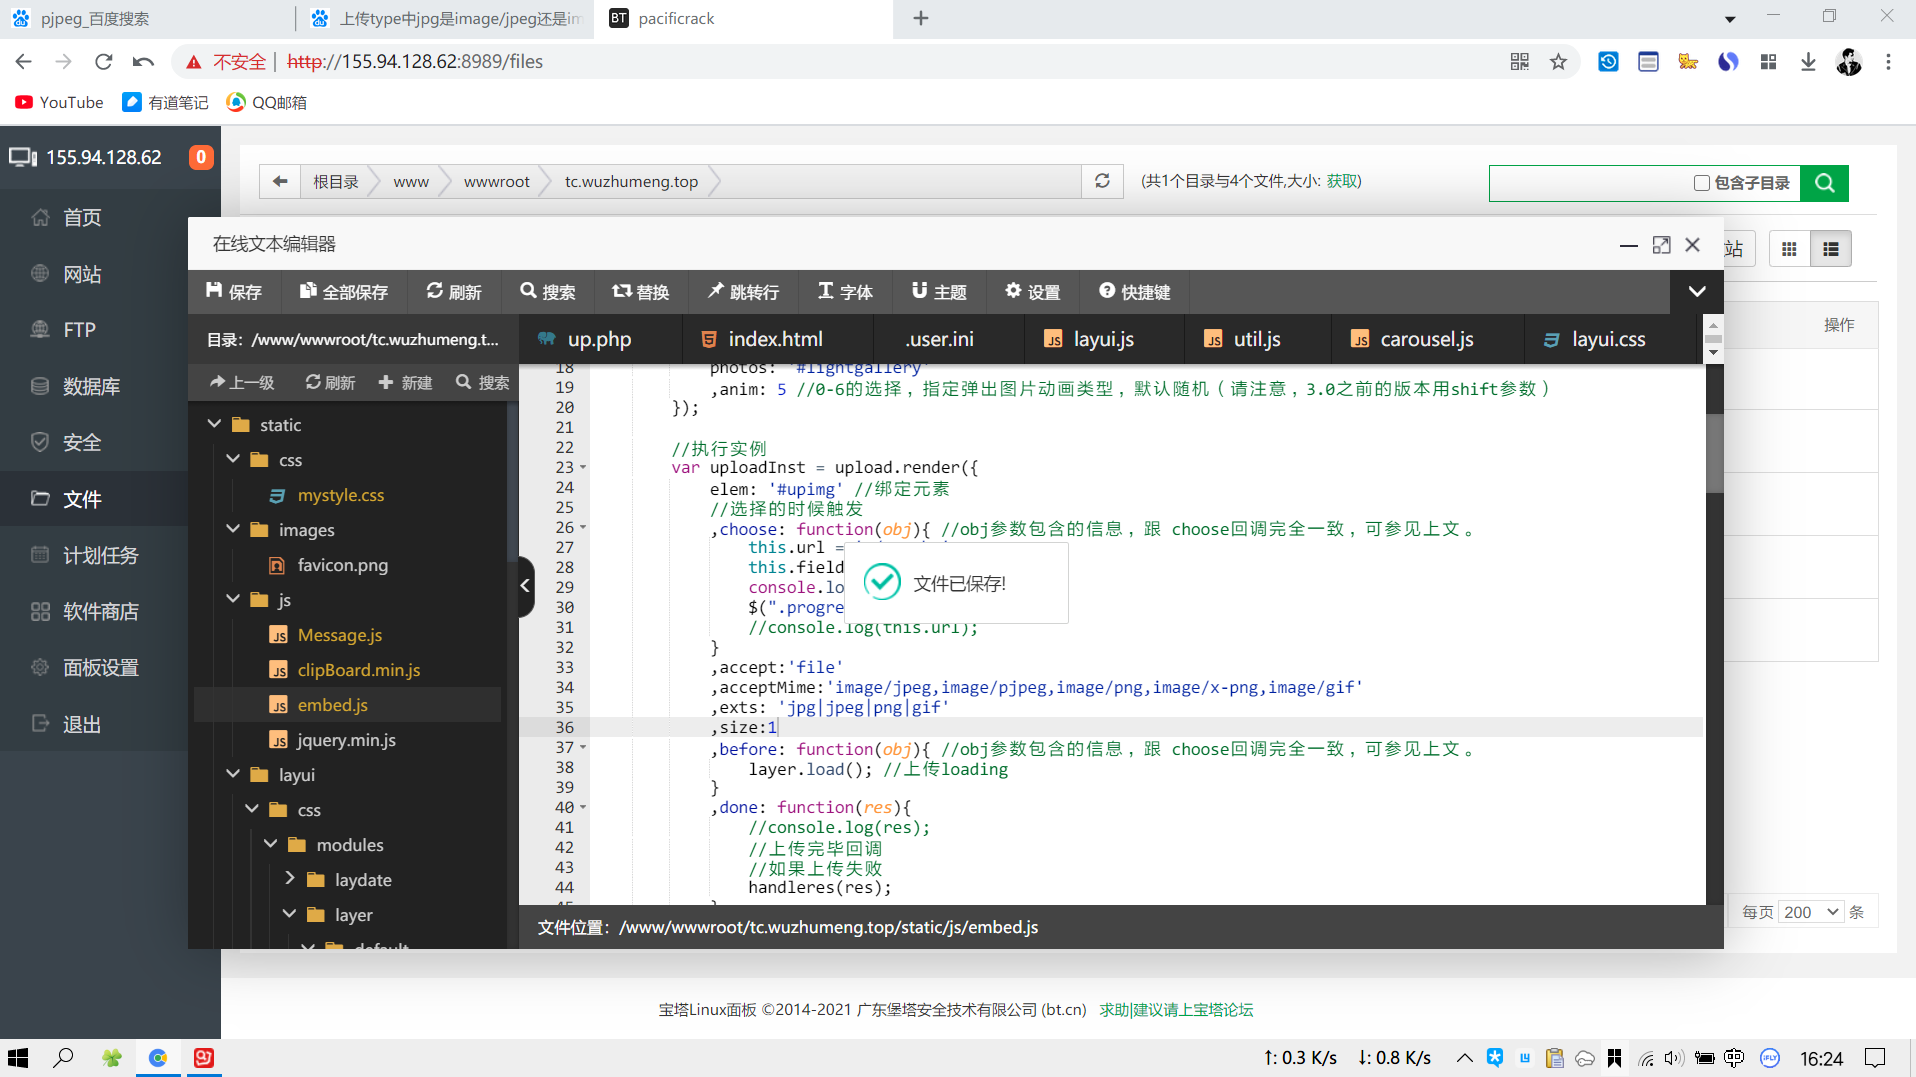 pjpeg_百度搜索
上传type中jpg是image/jpeg还是im
BT pacificrack
不安全 http://155.94.128.62:8989/files
YouTube 有道笔记 QQ邮箱
155.94.128.62 0
根目录 www wwwroot tc.wuzhumeng.top
(共1个目录与4个文件,大小: 获取)
包含子目录
首页
网站
FTP
数据库
安全
文件
计划任务
软件商店
面板设置
退出
站
操作
在线文本编辑器
保存 全部保存 刷新 搜索 替换 跳转行 字体 主题 设置 快捷键
目录: /www/wwwroot/tc.wuzhumeng.t...
up.php index.html .user.ini layui.js util.js carousel.js layui.css
上一级 刷新 新建 搜索
static
css
mystyle.css
images
favicon.png
js
Message.js
clipBoard.min.js
embed.js
jquery.min.js
layui
css
modules
laydate
layer
default
18 photos: '#lightgallery'
19 ,anim: 5 //0-6的选择，指定弹出图片动画类型，默认随机（请注意，3.0之前的版本用shift参数）
20 });
21
22 //执行实例
23 var uploadInst = upload.render({
24 elem: '#upimg' //绑定元素
25 //选择的时候触发
26 ,choose: function(obj){ //obj参数包含的信息，跟 choose回调完全一致，可参见上文。
27 this.url =
28 this.field
29 console.lo
30 $(".progre
31 //console.log(this.url);
32 }
33 ,accept:'file'
34 ,acceptMime:'image/jpeg,image/pjpeg,image/png,image/x-png,image/gif'
35 ,exts: 'jpg|jpeg|png|gif'
36 ,size:1
37 ,before: function(obj){ //obj参数包含的信息，跟 choose回调完全一致，可参见上文。
38 layer.load(); //上传loading
39 }
40 ,done: function(res){
41 //console.log(res);
42 //上传完毕回调
43 //如果上传失败
44 handleres(res);
文件已保存!
文件位置: /www/wwwroot/tc.wuzhumeng.top/static/js/embed.js
每页 200 条
宝塔Linux面板 ©2014-2021 广东堡塔安全技术有限公司 (bt.cn) 求助|建议请上宝塔论坛
↑: 0.3 K/s ↓: 0.8 K/s 中 iFLY 16:24